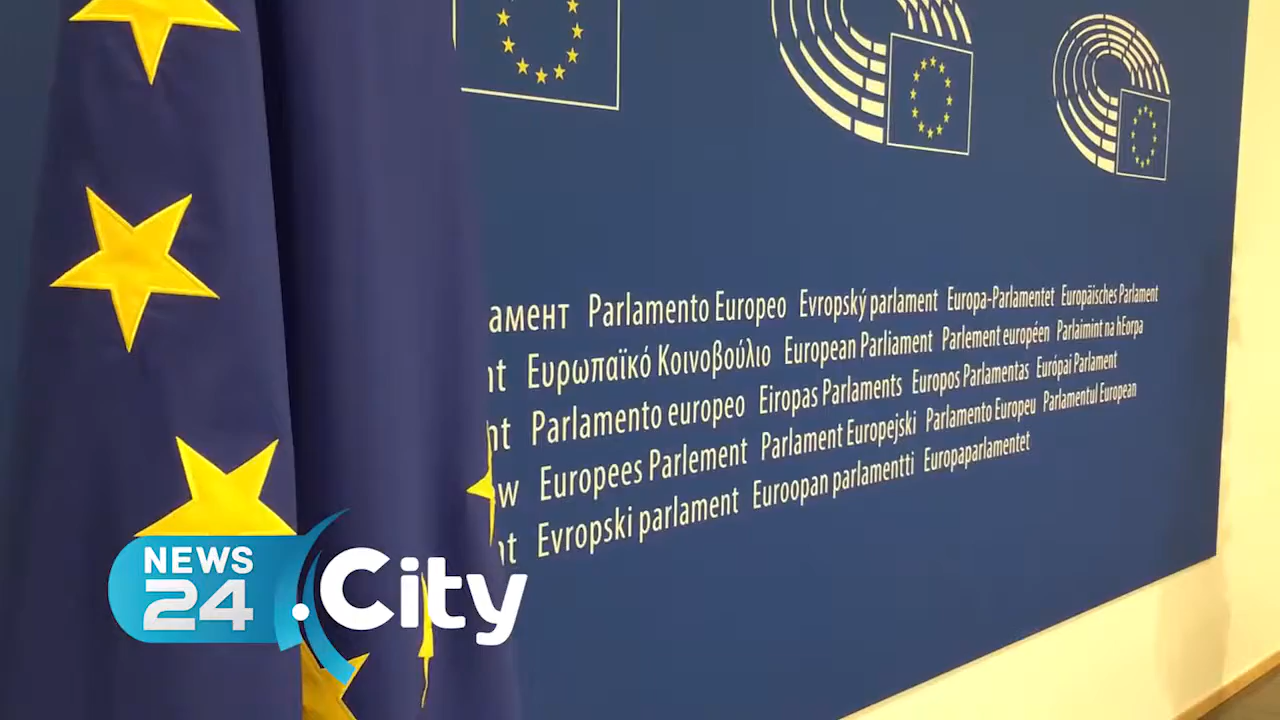 Parlamento Europeo Evropský parlament Europa-Parlamentet Europäisches Parlament
Ευρωπαϊκό Κοινοβούλιο European Parliament Parlement européen Parlaimint na hEorpa
Parlamento europeo Eiropas Parlaments Europos Parlamentas Európai Parlament
Europees Parlement Parlament Europejski Parlamento Europeu Parlamentul European
Evropski parlament Euroopan parlamentti Europaparlamentet
NEWS
24
.City